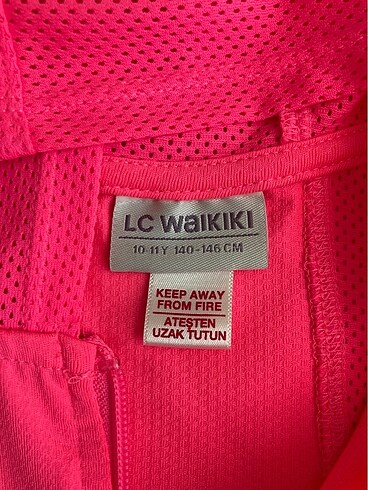 LC WAIKIKI
10-11Y 140-146 CM
KEEP AWAY
FROM FIRE
ATEŞTEN
UZAK TUTUN